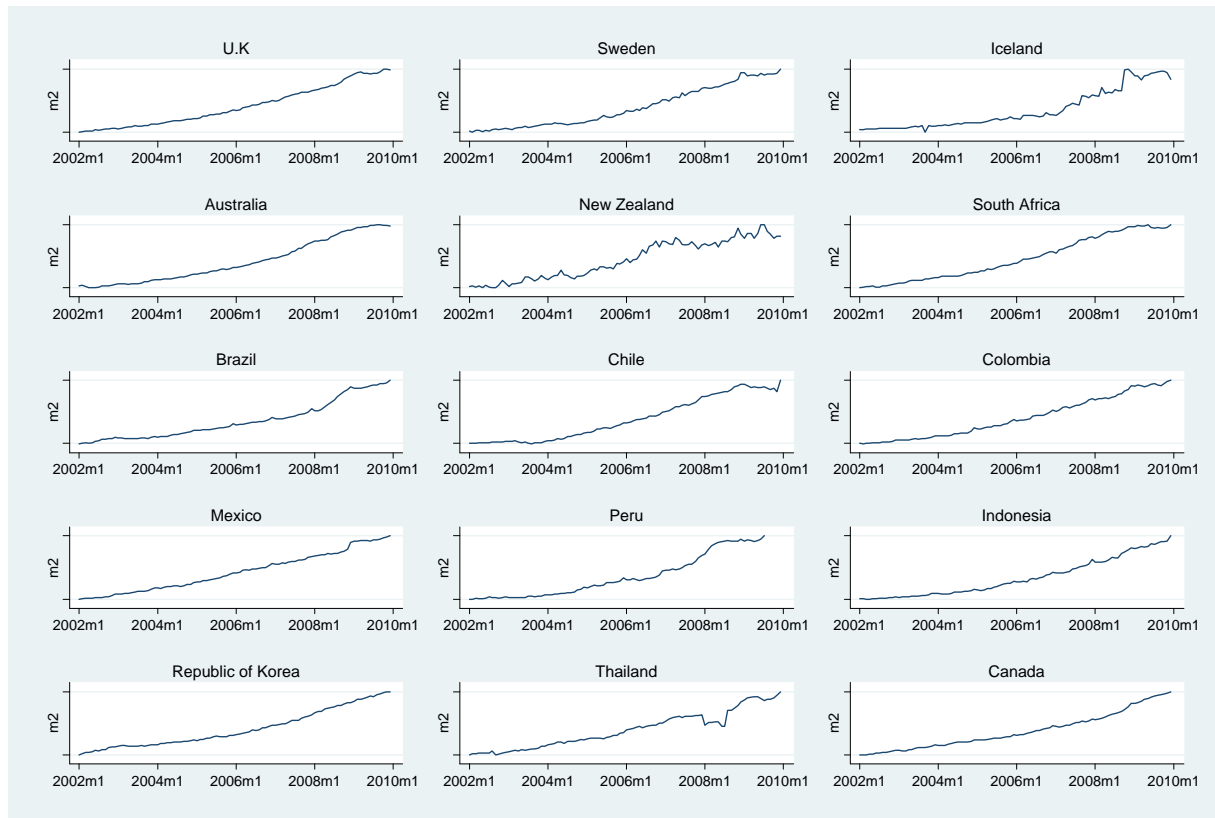 U.K Sweden Iceland
m2 m2 m2
2002m1 2004m1 2006m1 2008m1 2010m1 2002m1 2004m1 2006m1 2008m1 2010m1 2002m1 2004m1 2006m1 2008m1 2010m1
Australia New Zealand South Africa
m2 m2 m2
2002m1 2004m1 2006m1 2008m1 2010m1 2002m1 2004m1 2006m1 2008m1 2010m1 2002m1 2004m1 2006m1 2008m1 2010m1
Brazil Chile Colombia
m2 m2 m2
2002m1 2004m1 2006m1 2008m1 2010m1 2002m1 2004m1 2006m1 2008m1 2010m1 2002m1 2004m1 2006m1 2008m1 2010m1
Mexico Peru Indonesia
m2 m2 m2
2002m1 2004m1 2006m1 2008m1 2010m1 2002m1 2004m1 2006m1 2008m1 2010m1 2002m1 2004m1 2006m1 2008m1 2010m1
Republic of Korea Thailand Canada
m2 m2 m2
2002m1 2004m1 2006m1 2008m1 2010m1 2002m1 2004m1 2006m1 2008m1 2010m1 2002m1 2004m1 2006m1 2008m1 2010m1